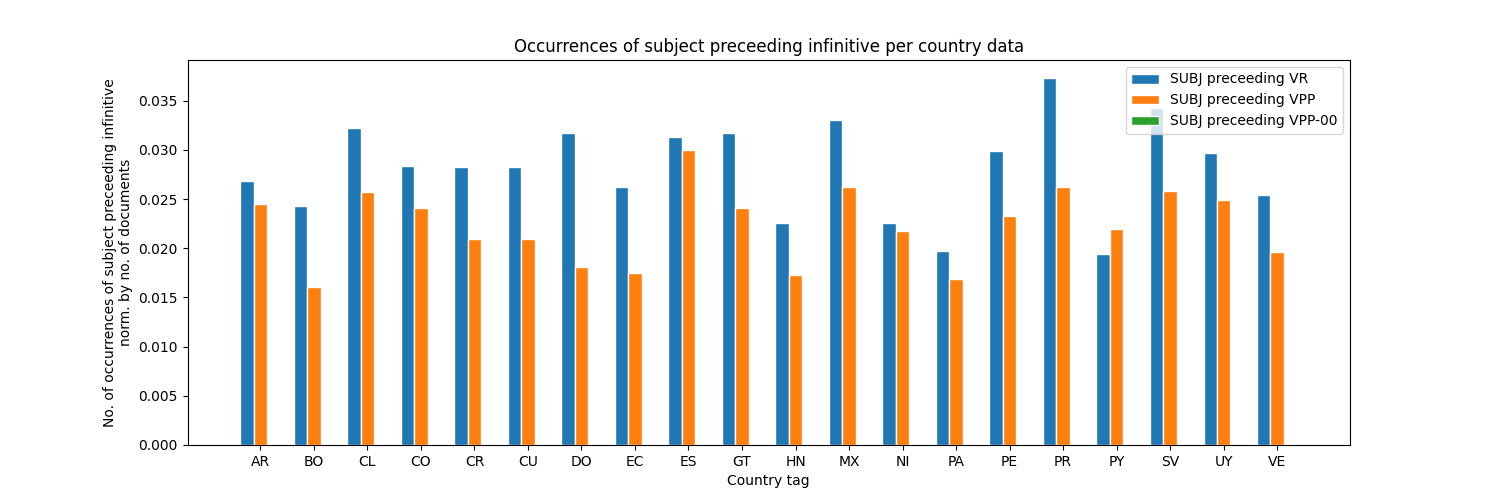 Occurrences of subject preceeding infinitive per country data
No. of occurrences of subject preceeding infinitive
norm. by no. of documents
0.035
0.030
0.025
0.020
0.015
0.010
0.005
0.000
SUBJ preceeding VR
SUBJ preceeding VPP
SUBJ preceeding VPP-00
AR BO CL CO CR CU DO EC ES GT HN MX NI PA PE PR PY SV UY VE
Country tag